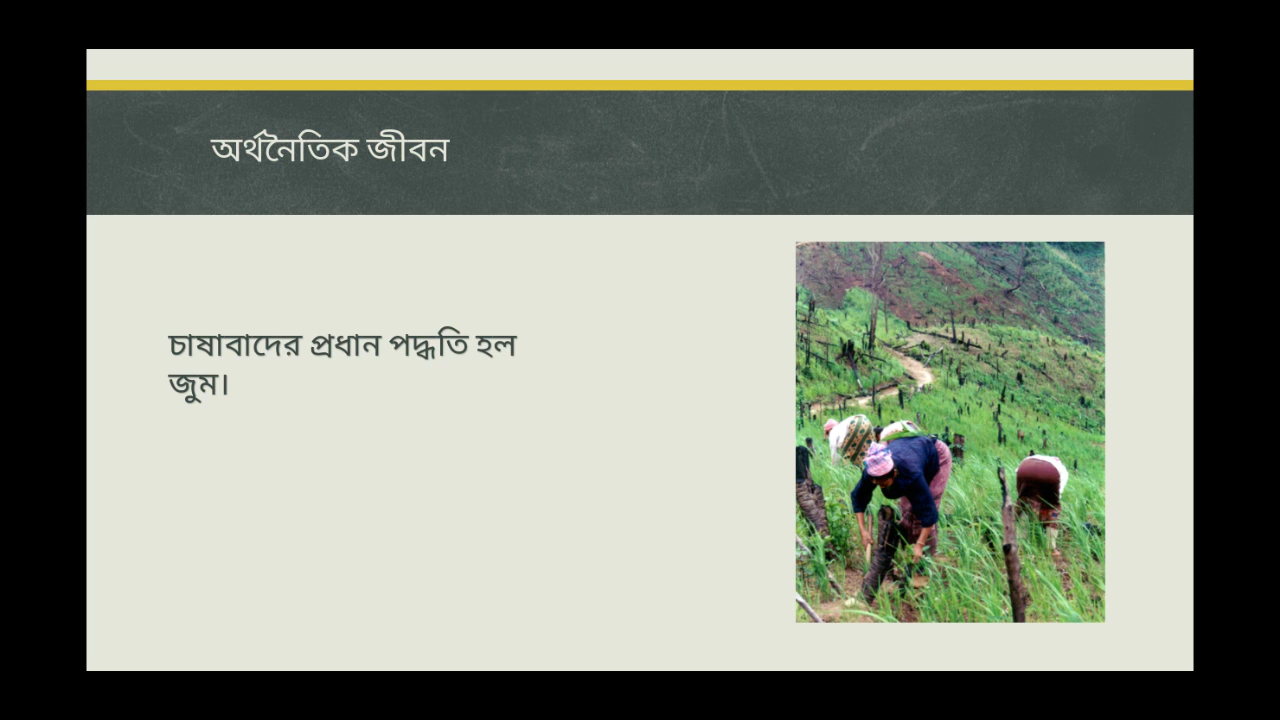 অর্থনৈতিক জীবন
চাষাবাদের প্রধান পদ্ধতি হল
জুম।